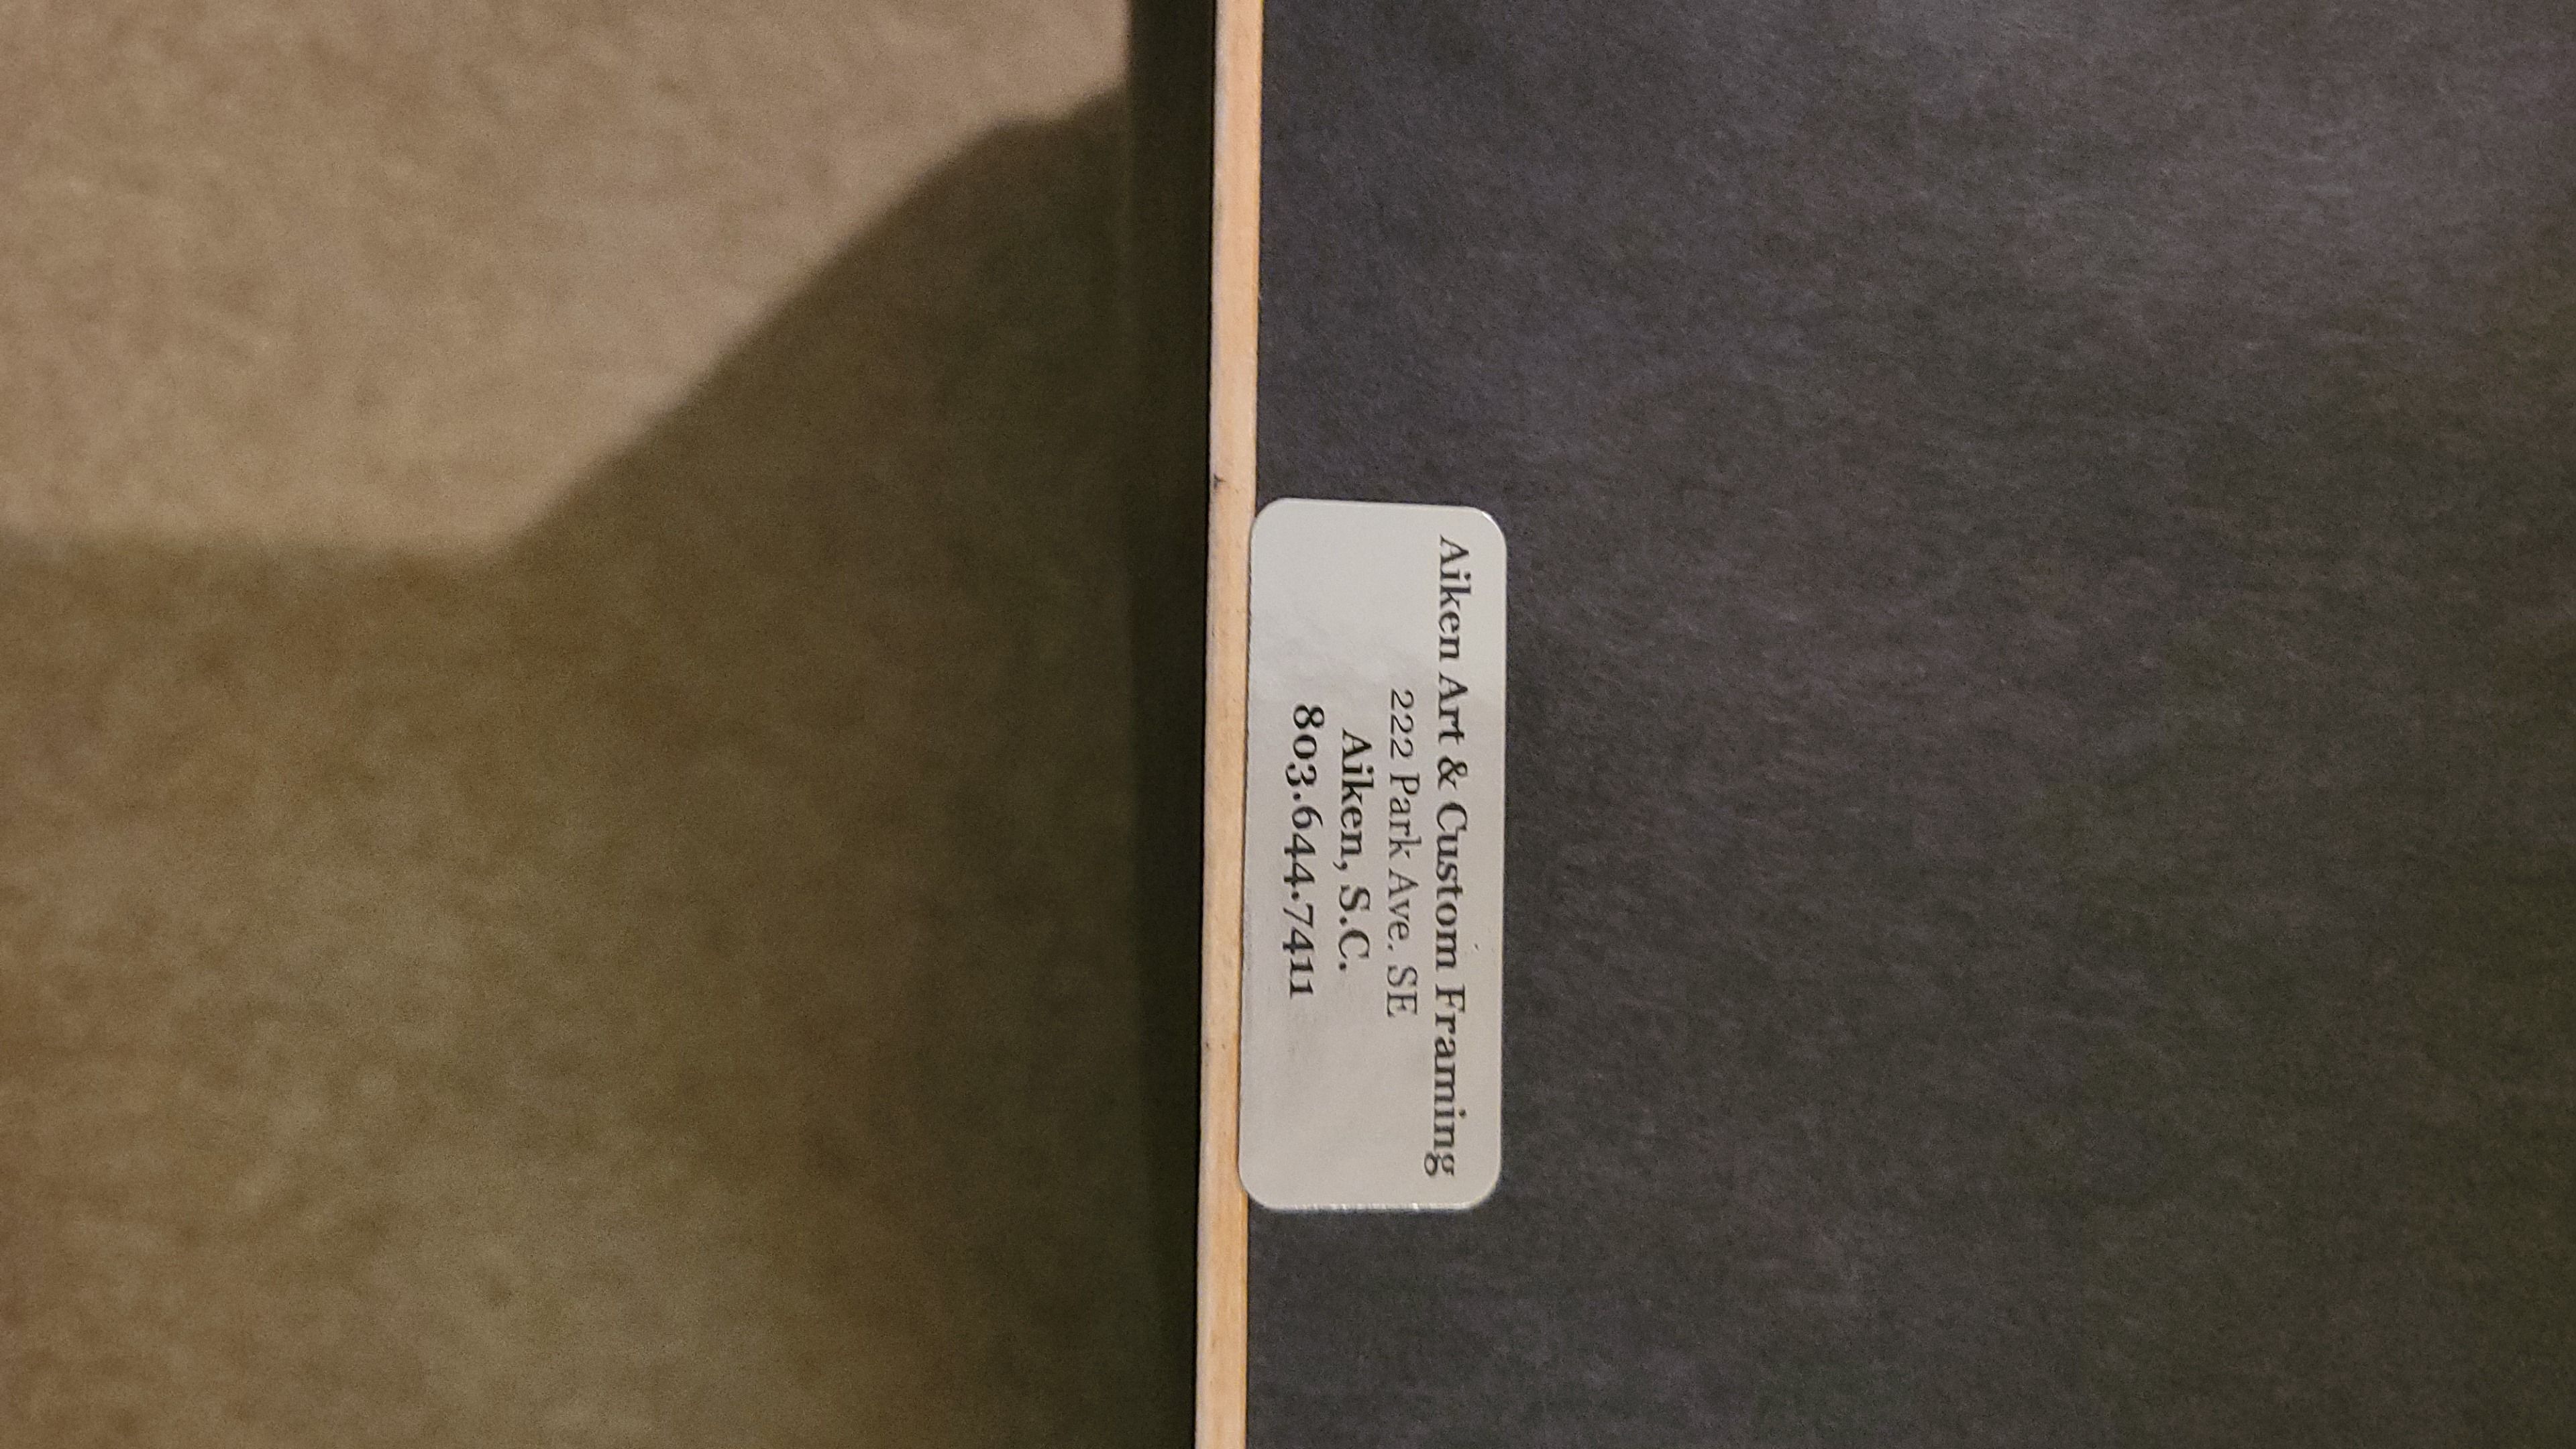 Aiken Art & Custom Framing
222 Park Ave. SE
Aiken, S.C.
803.644.7411